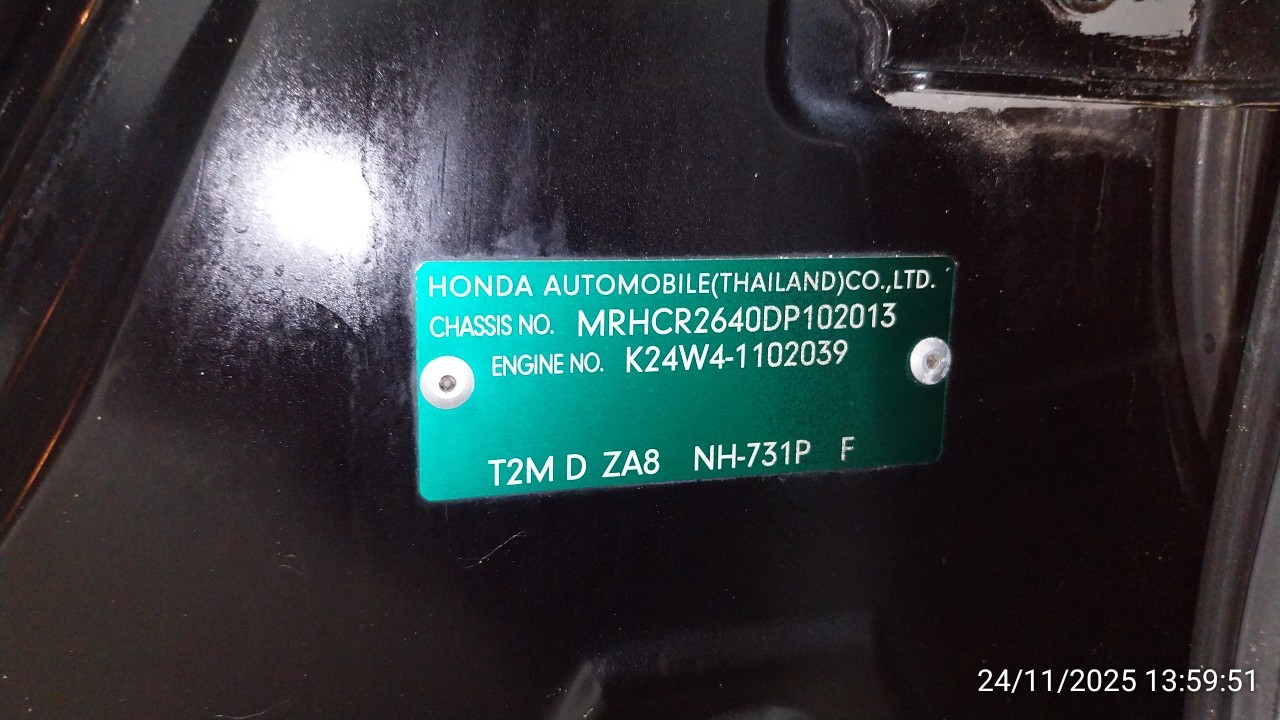 HONDA AUTOMOBILE(THAILAND)CO.,LTD.
CHASSIS NO. MRHCR2640DP102013
ENGINE NO. K24W4-1102039
T2M D ZA8 NH-731P F
24/11/2025 13:59:51